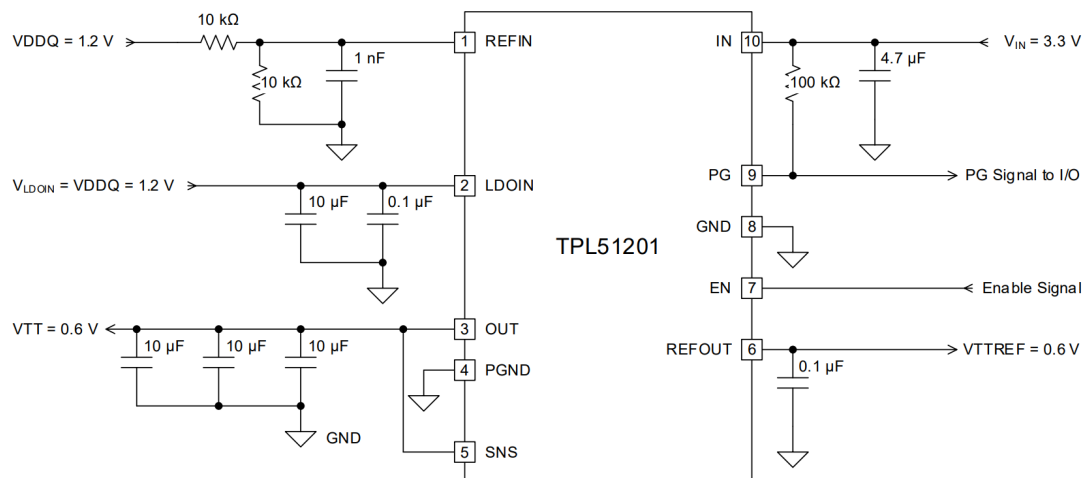 10 kΩ
VDDQ = 1.2 V
1
REFIN
IN
10
V_IN = 3.3 V
10 kΩ
1 nF
100 kΩ
4.7 µF
V_LDOIN = VDDQ = 1.2 V
2
LDOIN
PG
9
PG Signal to I/O
10 µF
0.1 µF
GND
8
TPL51201
EN
7
Enable Signal
VTT = 0.6 V
3
OUT
10 µF
10 µF
10 µF
REFOUT
6
VTTREF = 0.6 V
4
PGND
0.1 µF
GND
5
SNS